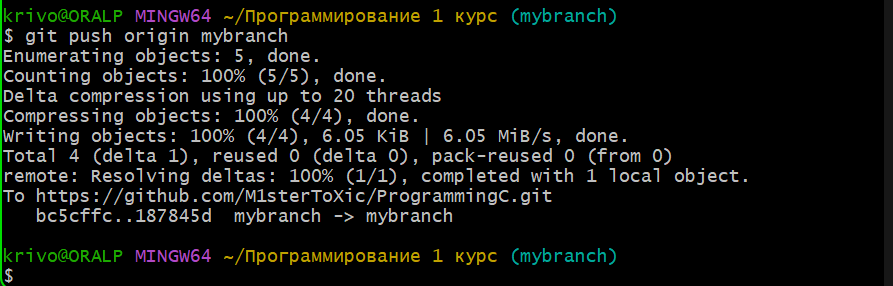 krivo@ORALP MINGW64 ~/Программирование 1 курс (mybranch)
$ git push origin mybranch
Enumerating objects: 5, done.
Counting objects: 100% (5/5), done.
Delta compression using up to 20 threads
Compressing objects: 100% (4/4), done.
Writing objects: 100% (4/4), 6.05 KiB | 6.05 MiB/s, done.
Total 4 (delta 1), reused 0 (delta 0), pack-reused 0 (from 0)
remote: Resolving deltas: 100% (1/1), completed with 1 local object.
To https://github.com/M1sterToXic/ProgrammingC.git
   bc5cffc..187845d  mybranch -> mybranch
krivo@ORALP MINGW64 ~/Программирование 1 курс (mybranch)
$